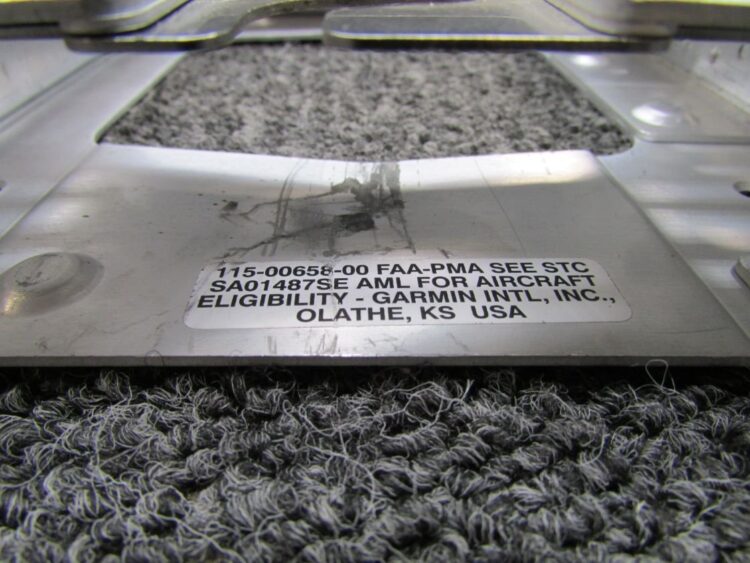 115-00658-00 FAA-PMA SEE STC
SA01487SE AML FOR AIRCRAFT
ELIGIBILITY - GARMIN INTL, INC.,
OLATHE, KS USA